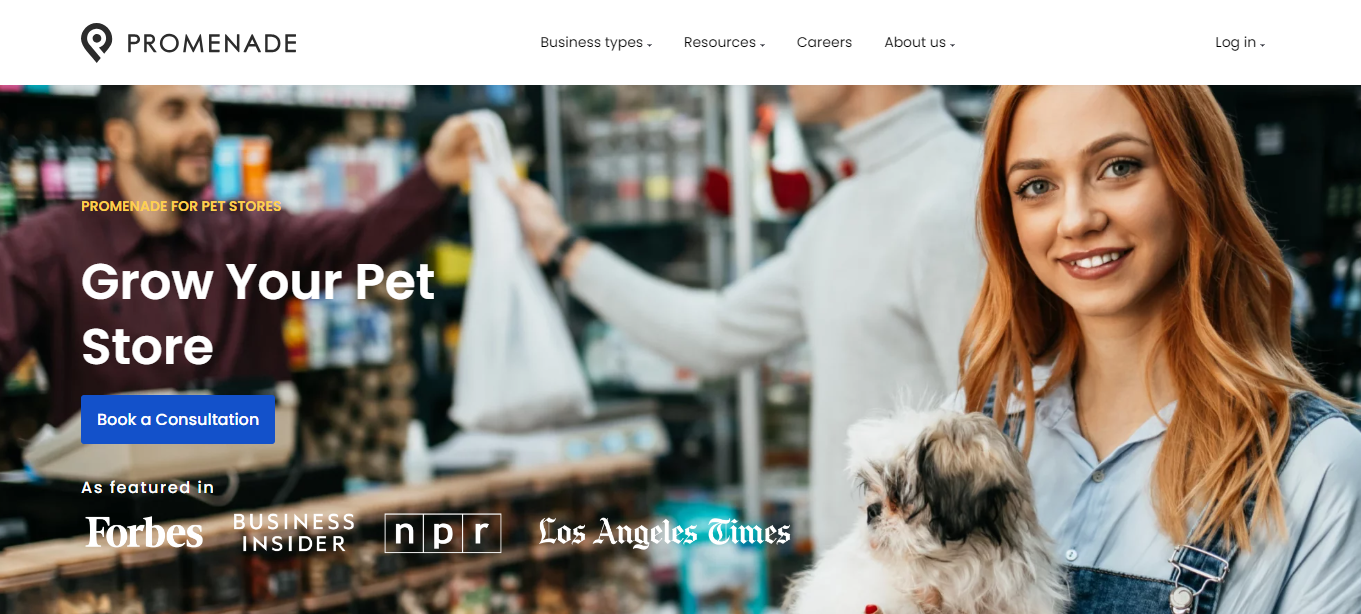 PROMENADE
Business types
Resources
Careers
About us
Log in
PROMENADE FOR PET STORES
Grow Your Pet
Store
Book a Consultation
As featured in
Forbes
BUSINESS
INSIDER
npr
Los Angeles Times